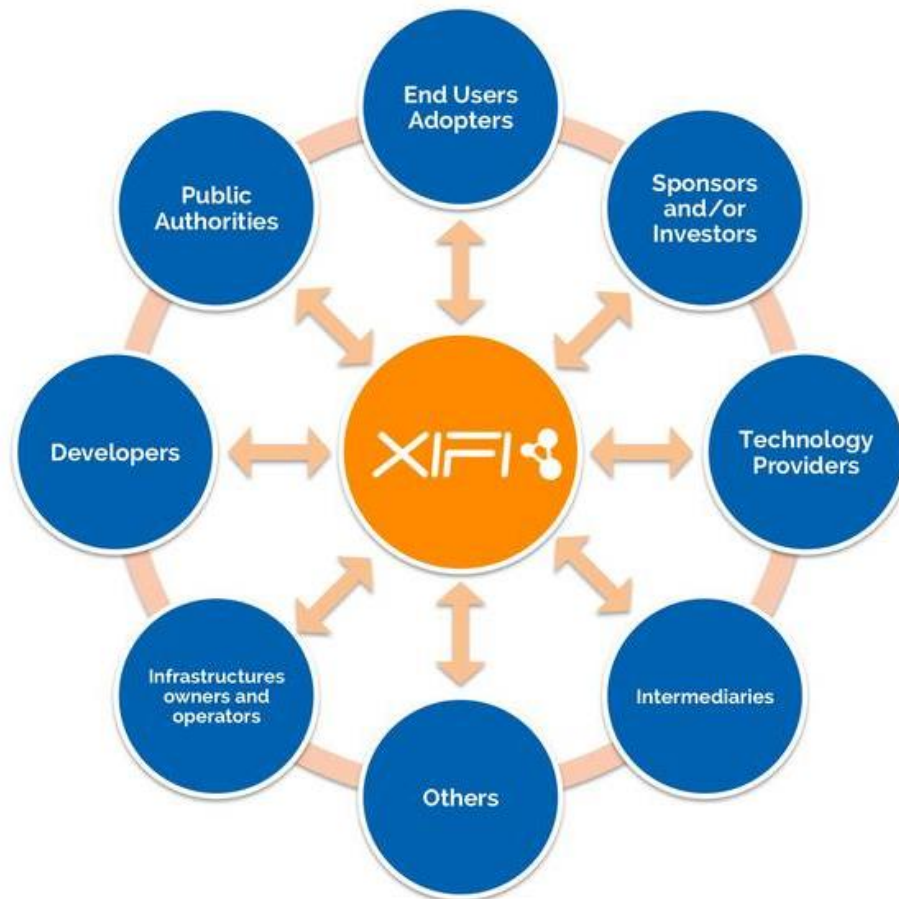 End Users
Adopters
Sponsors
and/or
Investors
Technology
Providers
Intermediaries
Others
Infrastructures
owners and
operators
Developers
Public
Authorities
XIFI